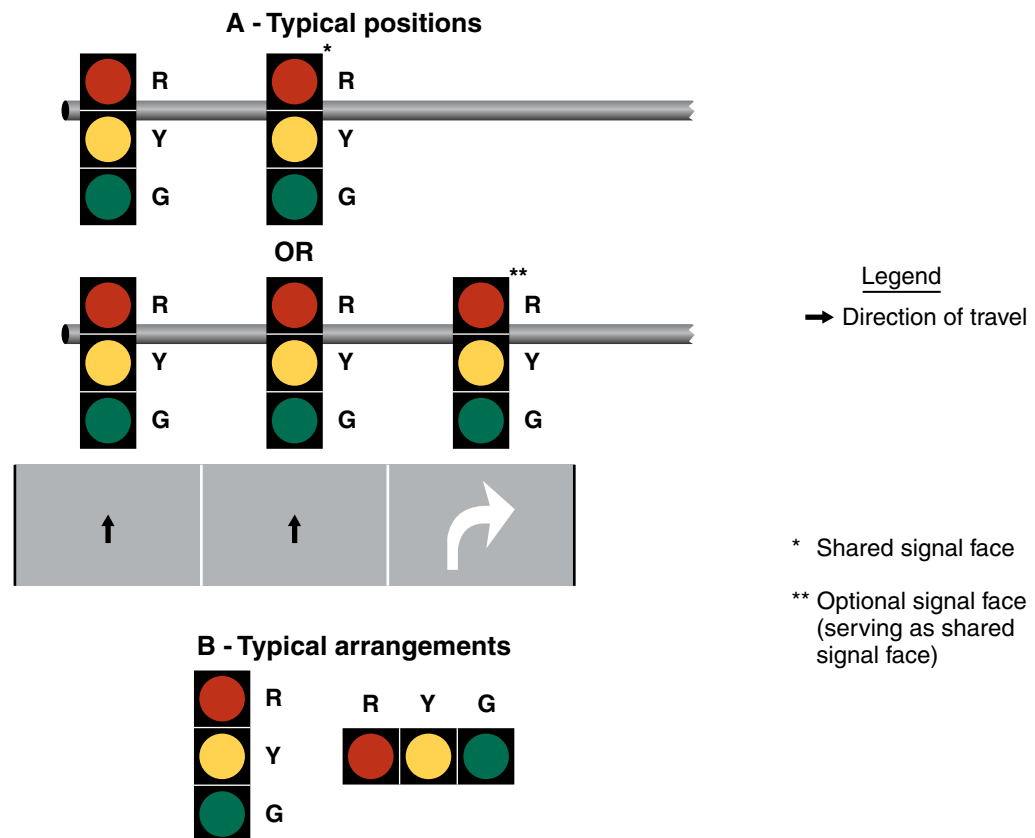 A - Typical positions
*
R R
Y Y
G G
OR
**
R R R
Y Y Y
G G G
Legend
Direction of travel
* Shared signal face
** Optional signal face
(serving as shared
signal face)
B - Typical arrangements
R
Y
G
R Y G